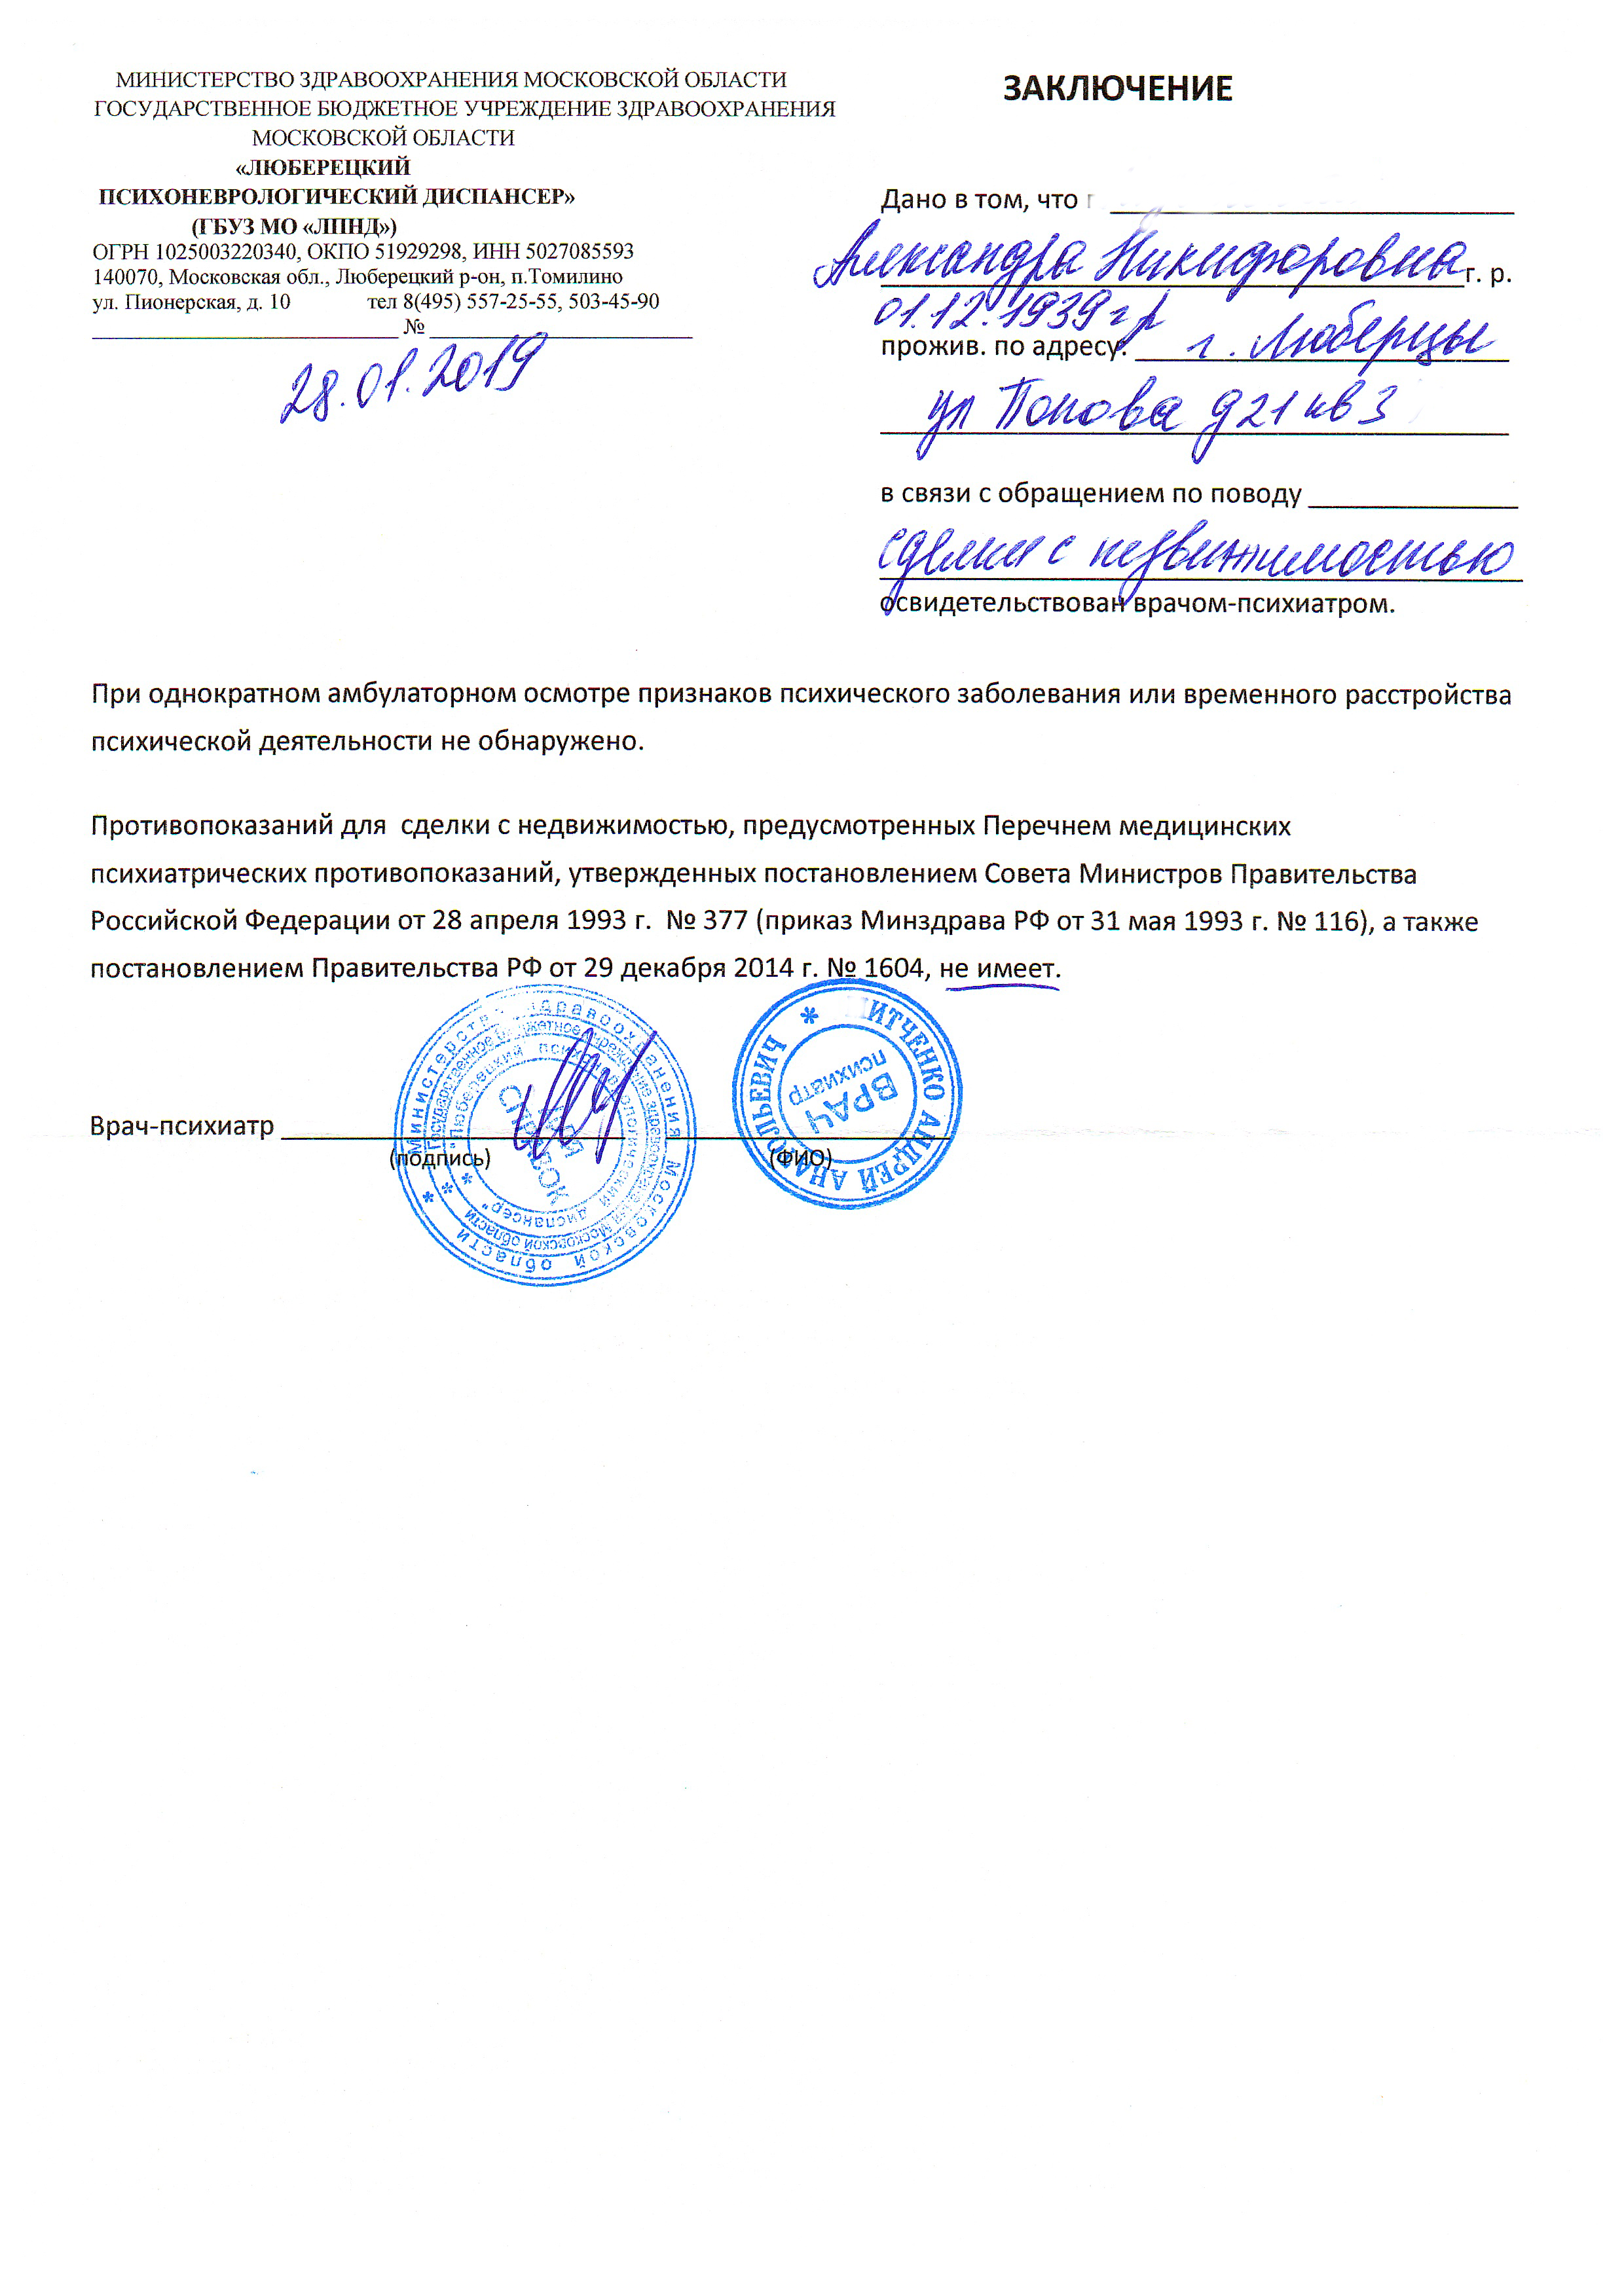 МИНИСТЕРСТВО ЗДРАВООХРАНЕНИЯ МОСКОВСКОЙ ОБЛАСТИ
ГОСУДАРСТВЕННОЕ БЮДЖЕТНОЕ УЧРЕЖДЕНИЕ ЗДРАВООХРАНЕНИЯ
МОСКОВСКОЙ ОБЛАСТИ
«ЛЮБЕРЕЦКИЙ
ПСИХОНЕВРОЛОГИЧЕСКИЙ ДИСПАНСЕР»
(ГБУЗ МО «ЛПНД»)
ОГРН 1025003220340, ОКПО 51929298, ИНН 5027085593
140070, Московская обл., Люберецкий р-он, п.Томилино
ул. Пионерская, д. 10 тел 8(495) 557-25-55, 503-45-90
№
28.01.2019
ЗАКЛЮЧЕНИЕ
Дано в том, что
Александра Никифоровна г. р.
01.12.1939 г р
прожив. по адресу: г. Люберцы
ул Попова д21 кв 3
в связи с обращением по поводу
сделки с недвижимостью
освидетельствован врачом-психиатром.
При однократном амбулаторном осмотре признаков психического заболевания или временного расстройства
психической деятельности не обнаружено.
Противопоказаний для сделки с недвижимостью, предусмотренных Перечнем медицинских
психиатрических противопоказаний, утвержденных постановлением Совета Министров Правительства
Российской Федерации от 28 апреля 1993 г. № 377 (приказ Минздрава РФ от 31 мая 1993 г. № 116), а также
постановлением Правительства РФ от 29 декабря 2014 г. № 1604, не имеет.
Врач-психиатр
(подпись) (ФИО)
Министерство здравоохранения Московской области
Государственное бюджетное учреждение здравоохранения Московской области
"Люберецкий психоневрологический диспансер"
для
справок
ИТЧЕНКО АНДРЕЙ АНАТОЛЬЕВИЧ
ВРАЧ
психиатр